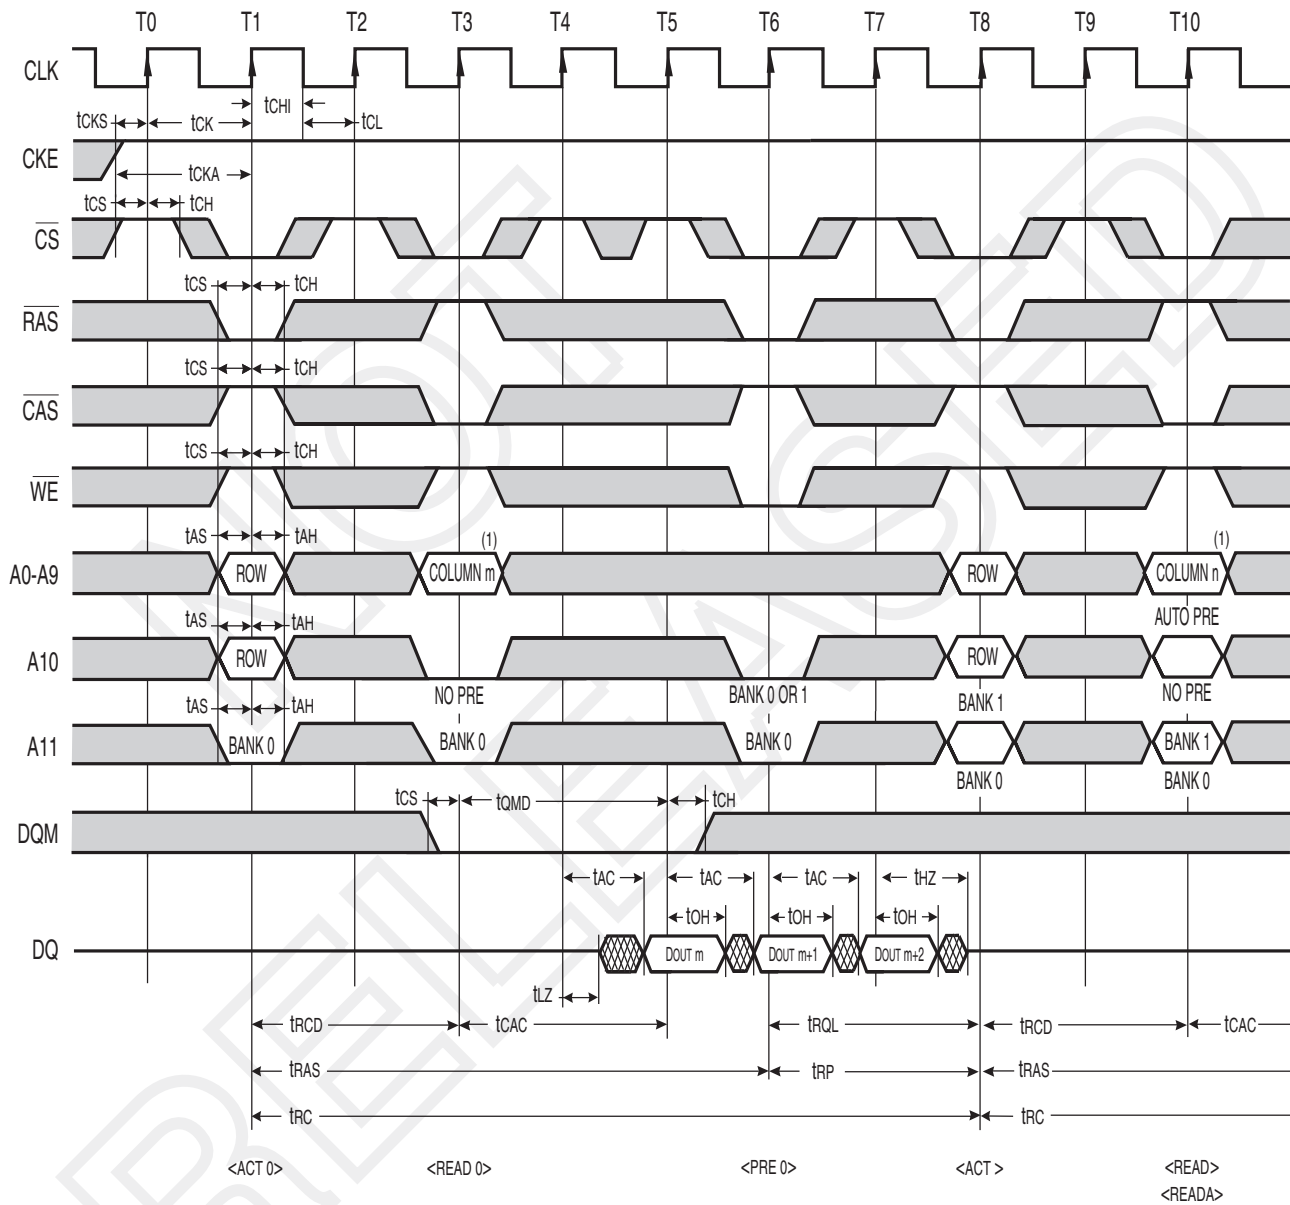 T0 T1 T2 T3 T4 T5 T6 T7 T8 T9 T10
CLK
tCHI
tCKS tCK tCL
CKE
tCKA
tCS tCH
CS
tCS tCH
RAS
tCS tCH
CAS
tCS tCH
WE
tAS tAH
(1) (1)
A0-A9 ROW COLUMN m ROW COLUMN n
tAS tAH AUTO PRE
A10 ROW ROW
NO PRE BANK 0 OR 1 BANK 1 NO PRE
tAS tAH
A11 BANK 0 BANK 0 BANK 0 BANK 1
BANK 0 BANK 0
tCS tQMD tCH
DQM
tAC tAC tAC tHZ
tOH tOH tOH
DQ DOUT m DOUT m+1 DOUT m+2
tLZ
tRCD tCAC tRQL tRCD tCAC
tRAS tRP tRAS
tRC tRC
<ACT 0> <READ 0> <PRE 0> <ACT > <READ>
<READA>
NOT
RELEASED